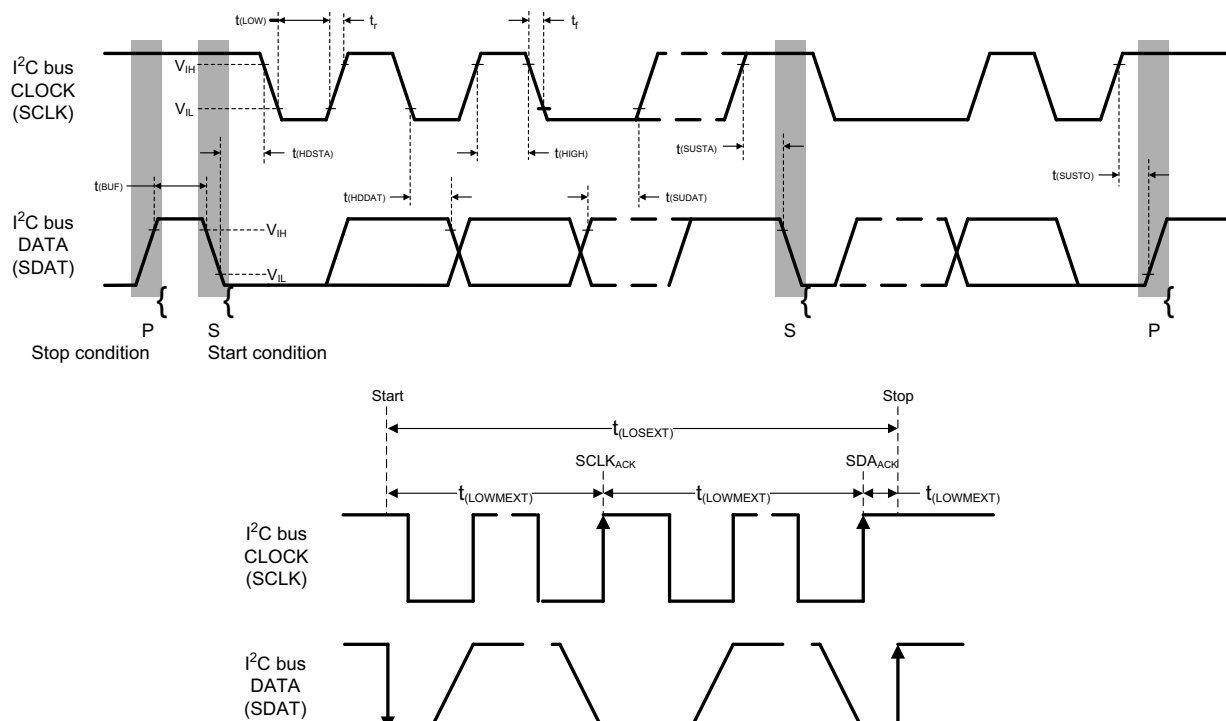 t(LOW)
tr
tf
I2C bus
CLOCK
(SCLK)
VIH
VIL
t(HDSTA)
t(HIGH)
t(SUSTA)
t(BUF)
t(HDDAT)
t(SUDAT)
t(SUSTO)
I2C bus
DATA
(SDAT)
VIH
VIL
P
S
S
P
Stop condition
Start condition
Start
Stop
t(LOSEXT)
SCLKACK
SDAACK
t(LOWMEXT)
t(LOWMEXT)
t(LOWMEXT)
I2C bus
CLOCK
(SCLK)
I2C bus
DATA
(SDAT)